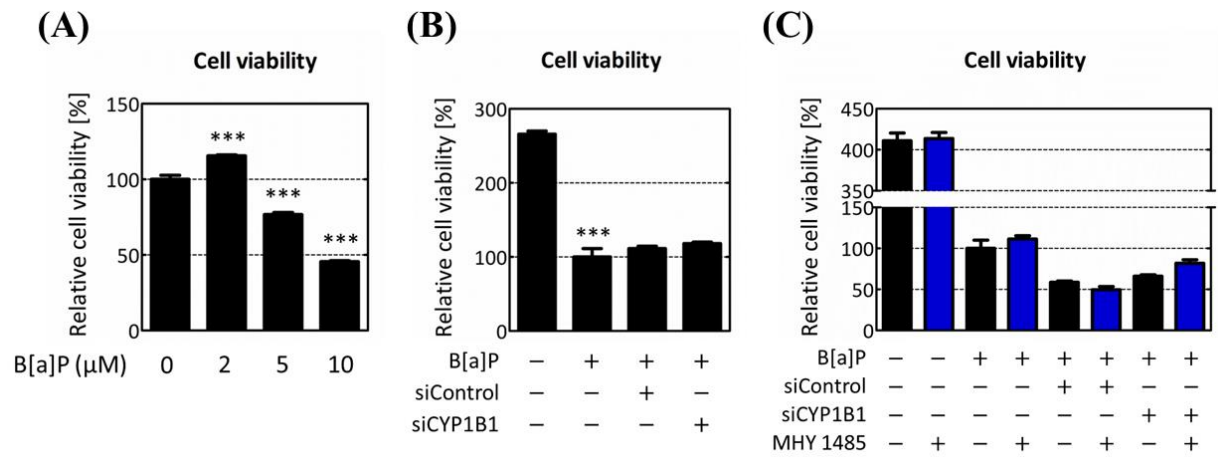 (A)
Cell viability
Relative cell viability [%]
150
100
50
0
***
***
***
B[a]P (µM) 0 2 5 10
(B)
Cell viability
Relative cell viability [%]
300
200
100
0
***
B[a]P − + + +
siControl − − + −
siCYP1B1 − − − +
(C)
Cell viability
Relative cell viability [%]
450
400
350
150
100
50
0
B[a]P − − + + + + + +
siControl − − − − + + − −
siCYP1B1 − − − − − − + +
MHY 1485 − + − + − + − +